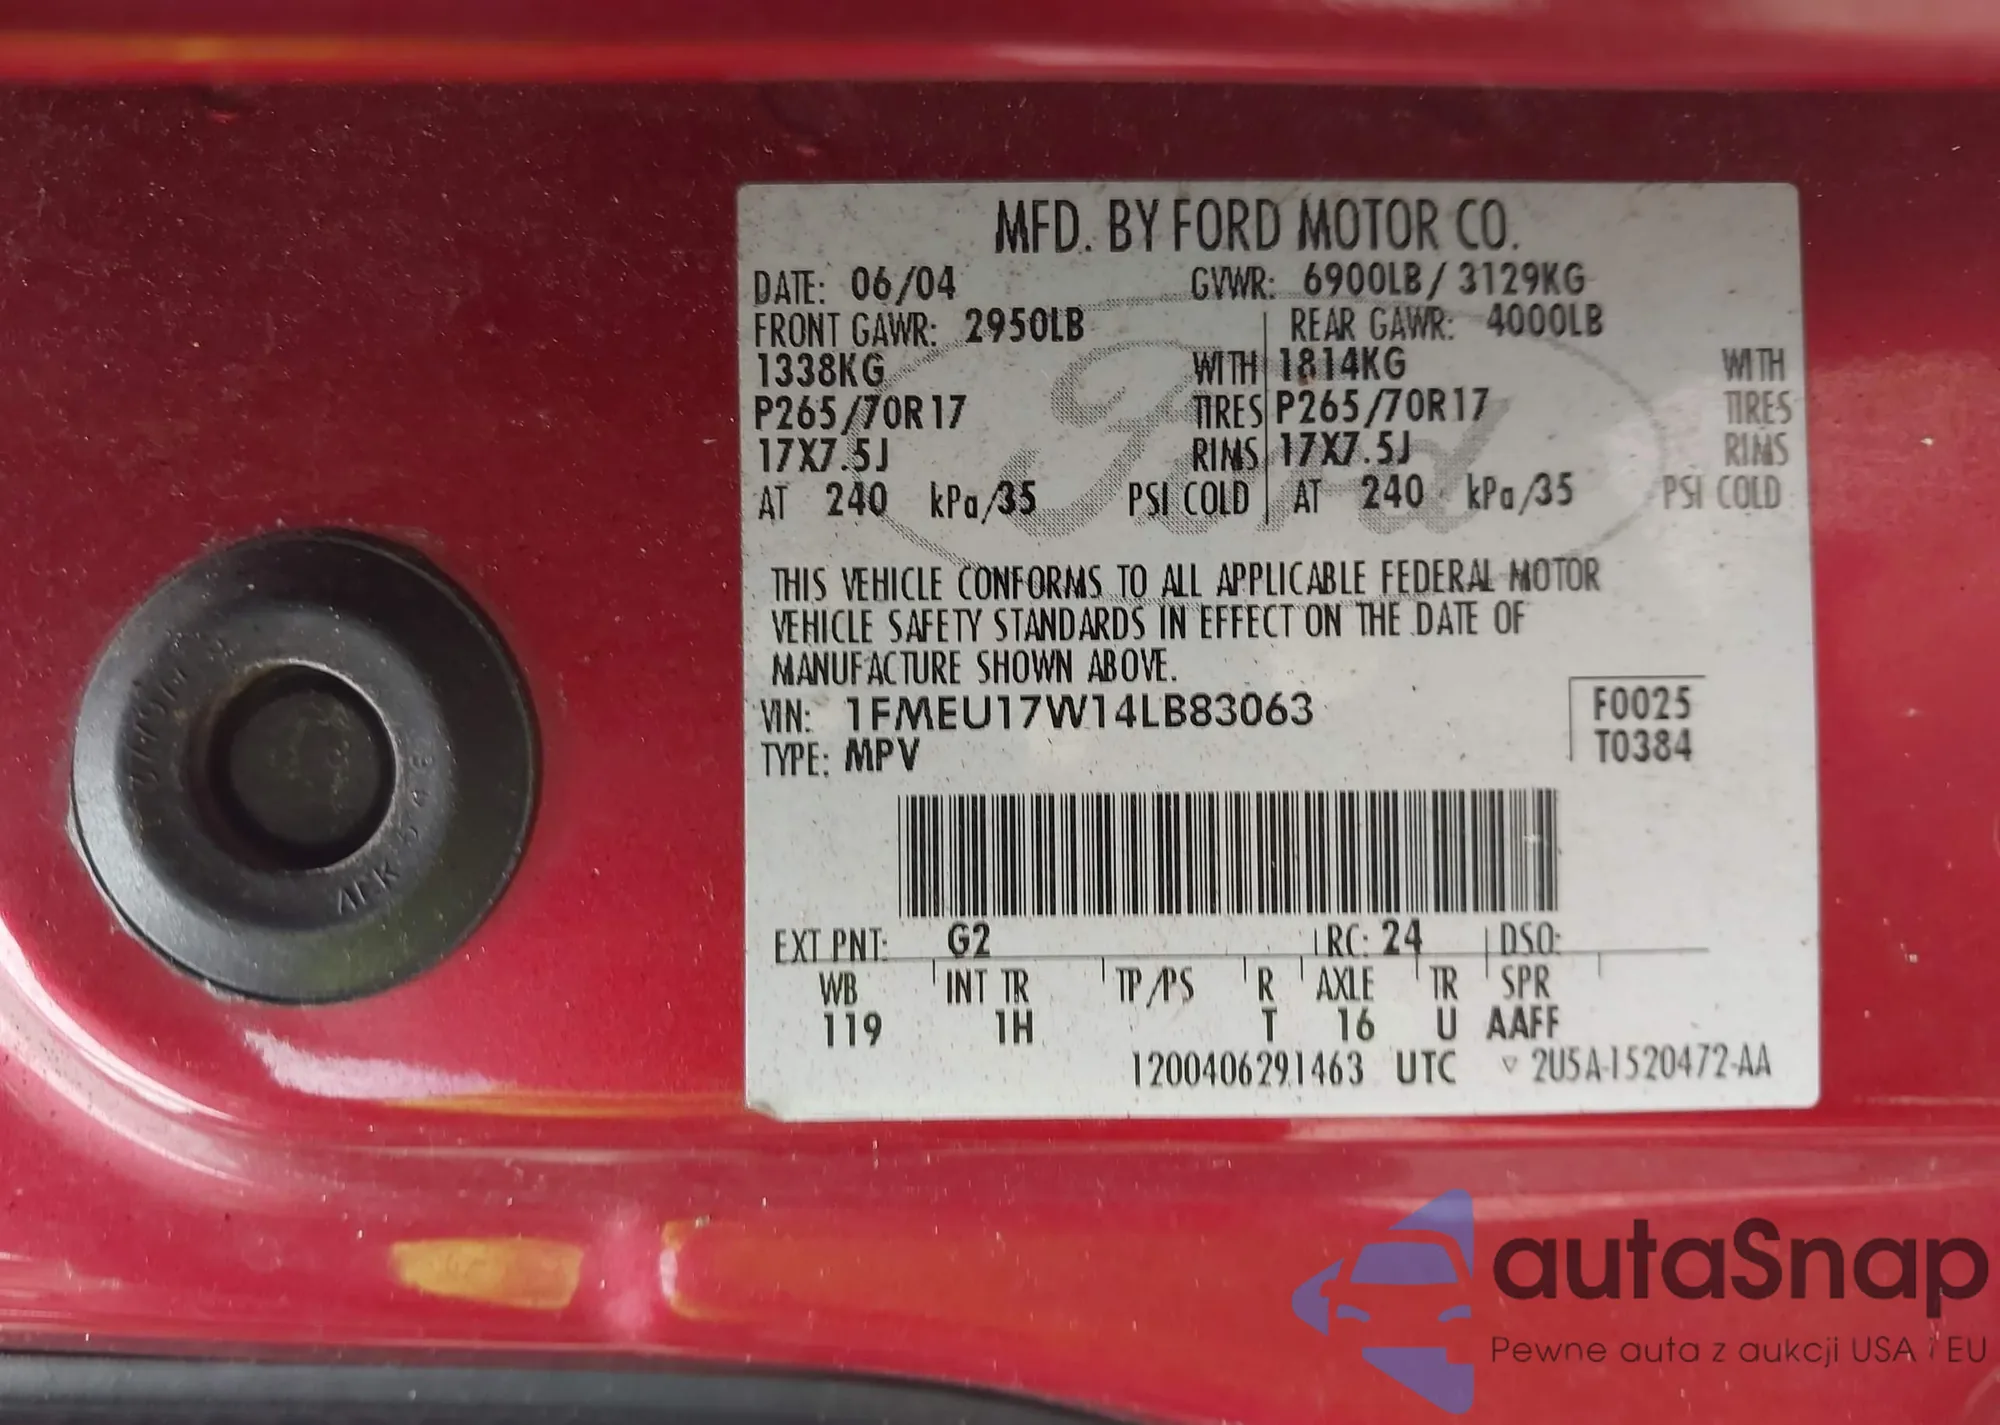 MFD. BY FORD MOTOR CO.
DATE: 06/04 GVWR: 6900LB / 3129KG
FRONT GAWR: 2950LB REAR GAWR: 4000LB
1338KG WITH 1814KG WITH
P265/70R17 TIRES P265/70R17 TIRES
17X7.5J RIMS 17X7.5J RIMS
AT 240 kPa/35 PSI COLD AT 240 kPa/35 PSI COLD
Ford
THIS VEHICLE CONFORMS TO ALL APPLICABLE FEDERAL MOTOR
VEHICLE SAFETY STANDARDS IN EFFECT ON THE DATE OF
MANUFACTURE SHOWN ABOVE.
VIN: 1FMEU17W14LB83063 F0025
TYPE: MPV T0384
EXT PNT: G2 RC: 24 DSO:
WB INT TR TP/PS R AXLE TR SPR
119 1H T 16 U AAFF
1200406291463 UTC ▽ 2U5A-1520472-AA
autaSnap
Pewne auta z aukcji USA i EU